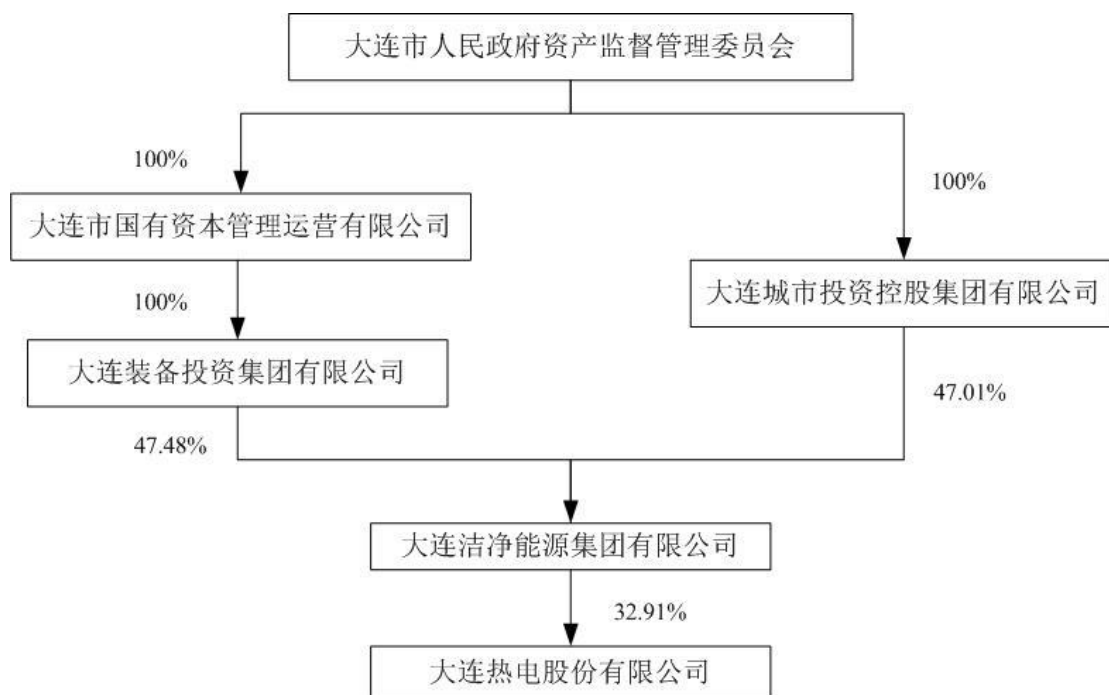 大连市人民政府资产监督管理委员会
100%
100%
大连市国有资本管理运营有限公司
100%
大连城市投资控股集团有限公司
大连装备投资集团有限公司
47.01%
47.48%
大连洁净能源集团有限公司
32.91%
大连热电股份有限公司